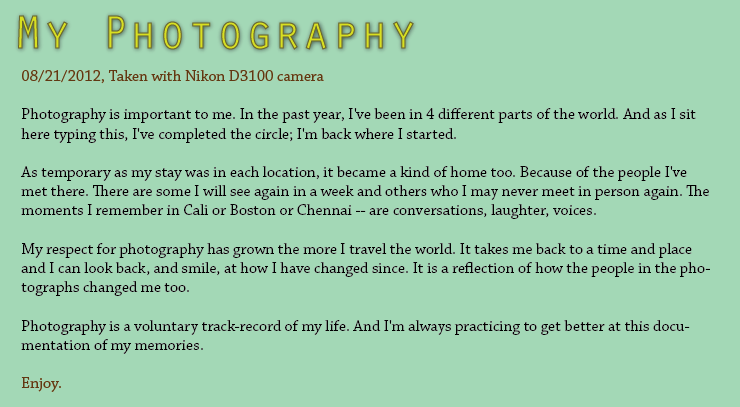 My Photography
08/21/2012, Taken with Nikon D3100 camera
Photography is important to me. In the past year, I've been in 4 different parts of the world. And as I sit
here typing this, I've completed the circle; I'm back where I started.
As temporary as my stay was in each location, it became a kind of home too. Because of the people I've
met there. There are some I will see again in a week and others who I may never meet in person again. The
moments I remember in Cali or Boston or Chennai -- are conversations, laughter, voices.
My respect for photography has grown the more I travel the world. It takes me back to a time and place
and I can look back, and smile, at how I have changed since. It is a reflection of how the people in the pho-
tographs changed me too.
Photography is a voluntary track-record of my life. And I'm always practicing to get better at this docu-
mentation of my memories.
Enjoy.